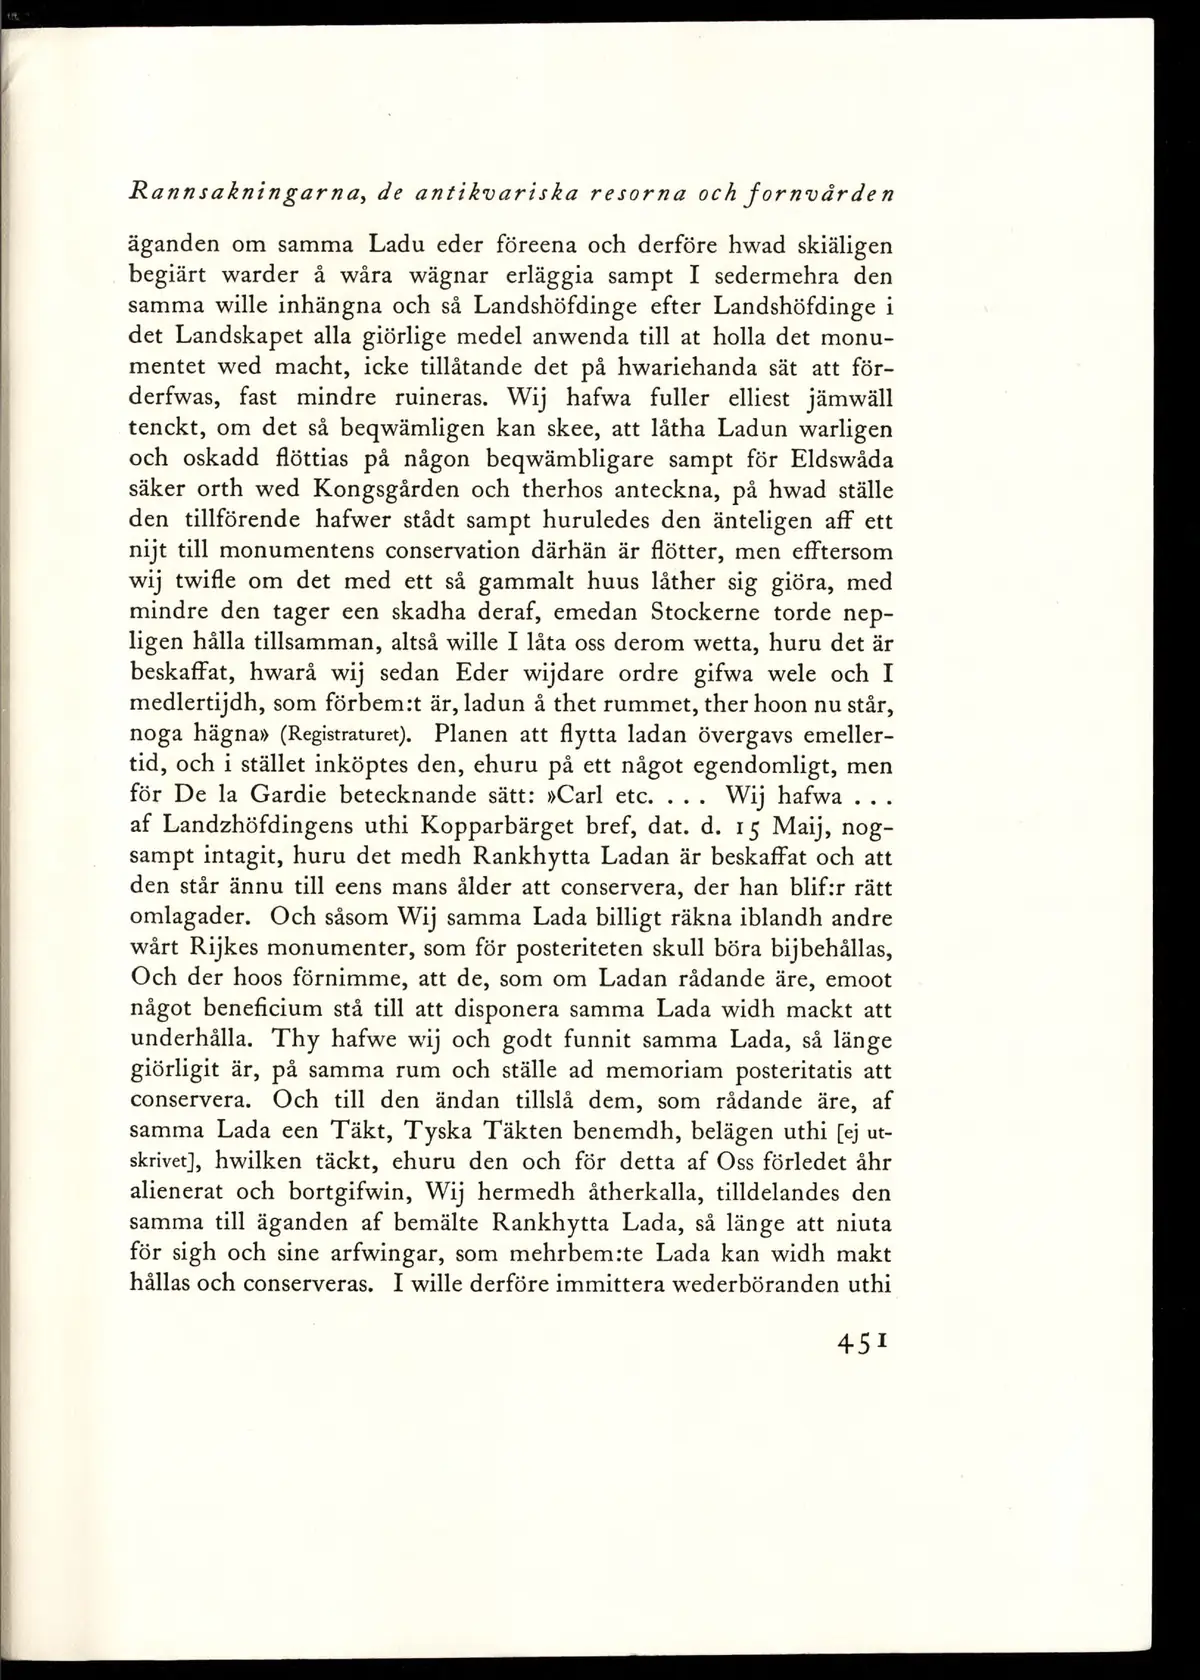 Rannsakningarna, de antikvariska resorna och fornvården
äganden om samma Ladu eder föreena och derföre hwad skiäligen
begiärt warder å wåra wägnar erläggia sampt I sedermehra den
samma wille inhängna och så Landshöfdinge efter Landshöfdinge i
det Landskapet alla giörlige medel anwenda till at holla det monu-
mentet wed macht, icke tillåtande det på hwariehanda sät att för-
derfwas, fast mindre ruineras. Wij hafwa fuller elliest jämwäll
tenckt, om det så beqwämligen kan skee, att låtha Ladun warligen
och oskadd flöttias på någon beqwämbligare sampt för Eldswåda
säker orth wed Kongsgården och therhos anteckna, på hwad ställe
den tillförende hafwer stådt sampt huruledes den änteligen aff ett
nijt till monumentens conservation därhän är flötter, men efftersom
wij twifle om det med ett så gammalt huus låther sig giöra, med
mindre den tager een skadha deraf, emedan Stockerne torde nep-
ligen hålla tillsamman, altså wille I låta oss derom wetta, huru det är
beskaffat, hwarå wij sedan Eder wijdare ordre gifwa wele och I
medlertijdh, som förbem:t är, ladun å thet rummet, ther hoon nu står,
noga hägna» (Registraturet). Planen att flytta ladan övergavs emeller-
tid, och i stället inköptes den, ehuru på ett något egendomligt, men
för De la Gardie betecknande sätt: »Carl etc. . . . Wij hafwa . . .
af Landzhöfdingens uthi Kopparbärget bref, dat. d. 15 Maij, nog-
sampt intagit, huru det medh Rankhytta Ladan är beskaffat och att
den står ännu till eens mans ålder att conservera, der han blif:r rätt
omlagader. Och såsom Wij samma Lada billigt räkna iblandh andre
wårt Rijkes monumenter, som för posteriteten skull böra bijbehållas,
Och der hoos förnimme, att de, som om Ladan rådande äre, emoot
något beneficium stå till att disponera samma Lada widh mackt att
underhålla. Thy hafwe wij och godt funnit samma Lada, så länge
giörligit är, på samma rum och ställe ad memoriam posteritatis att
conservera. Och till den ändan tillslå dem, som rådande äre, af
samma Lada een Täkt, Tyska Täkten benemdh, belägen uthi [ej ut-
skrivet], hwilken täckt, ehuru den och för detta af Oss förledet åhr
alienerat och bortgifwin, Wij hermedh åtherkalla, tilldelandes den
samma till äganden af bemälte Rankhytta Lada, så länge att niuta
för sigh och sine arfwingar, som mehrbem:te Lada kan widh makt
hållas och conserveras. I wille derföre immittera wederböranden uthi
451